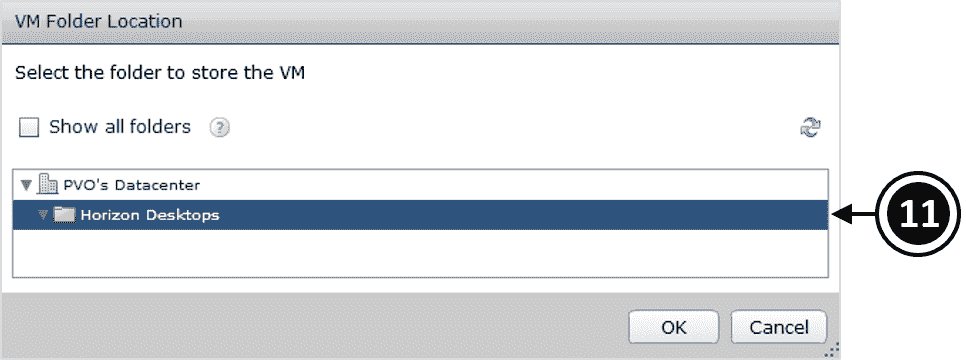 VM Folder Location
Select the folder to store the VM
Show all folders ?
PVO's Datacenter
Horizon Desktops
11
OK Cancel